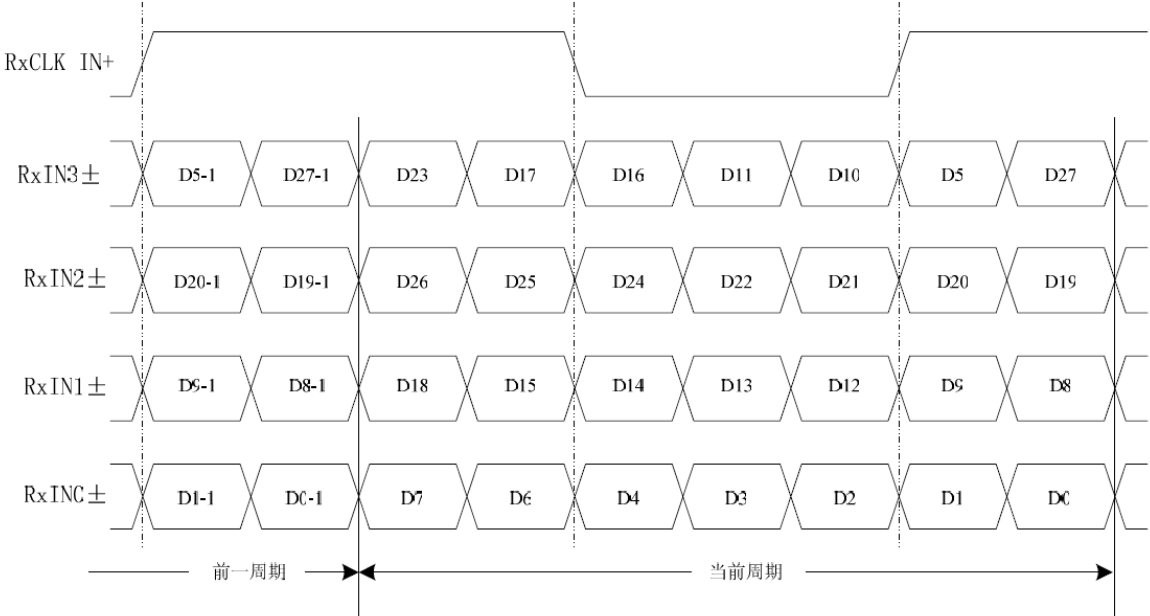 RxCLK IN+
RxIN3± D5-1 D27-1 D23 D17 D16 D11 D10 D5 D27
RxIN2± D20-1 D19-1 D26 D25 D24 D22 D21 D20 D19
RxIN1± D9-1 D8-1 D18 D15 D14 D13 D12 D9 D8
RxIN0± D1-1 D0-1 D7 D6 D4 D3 D2 D1 D0
前一周期 当前周期